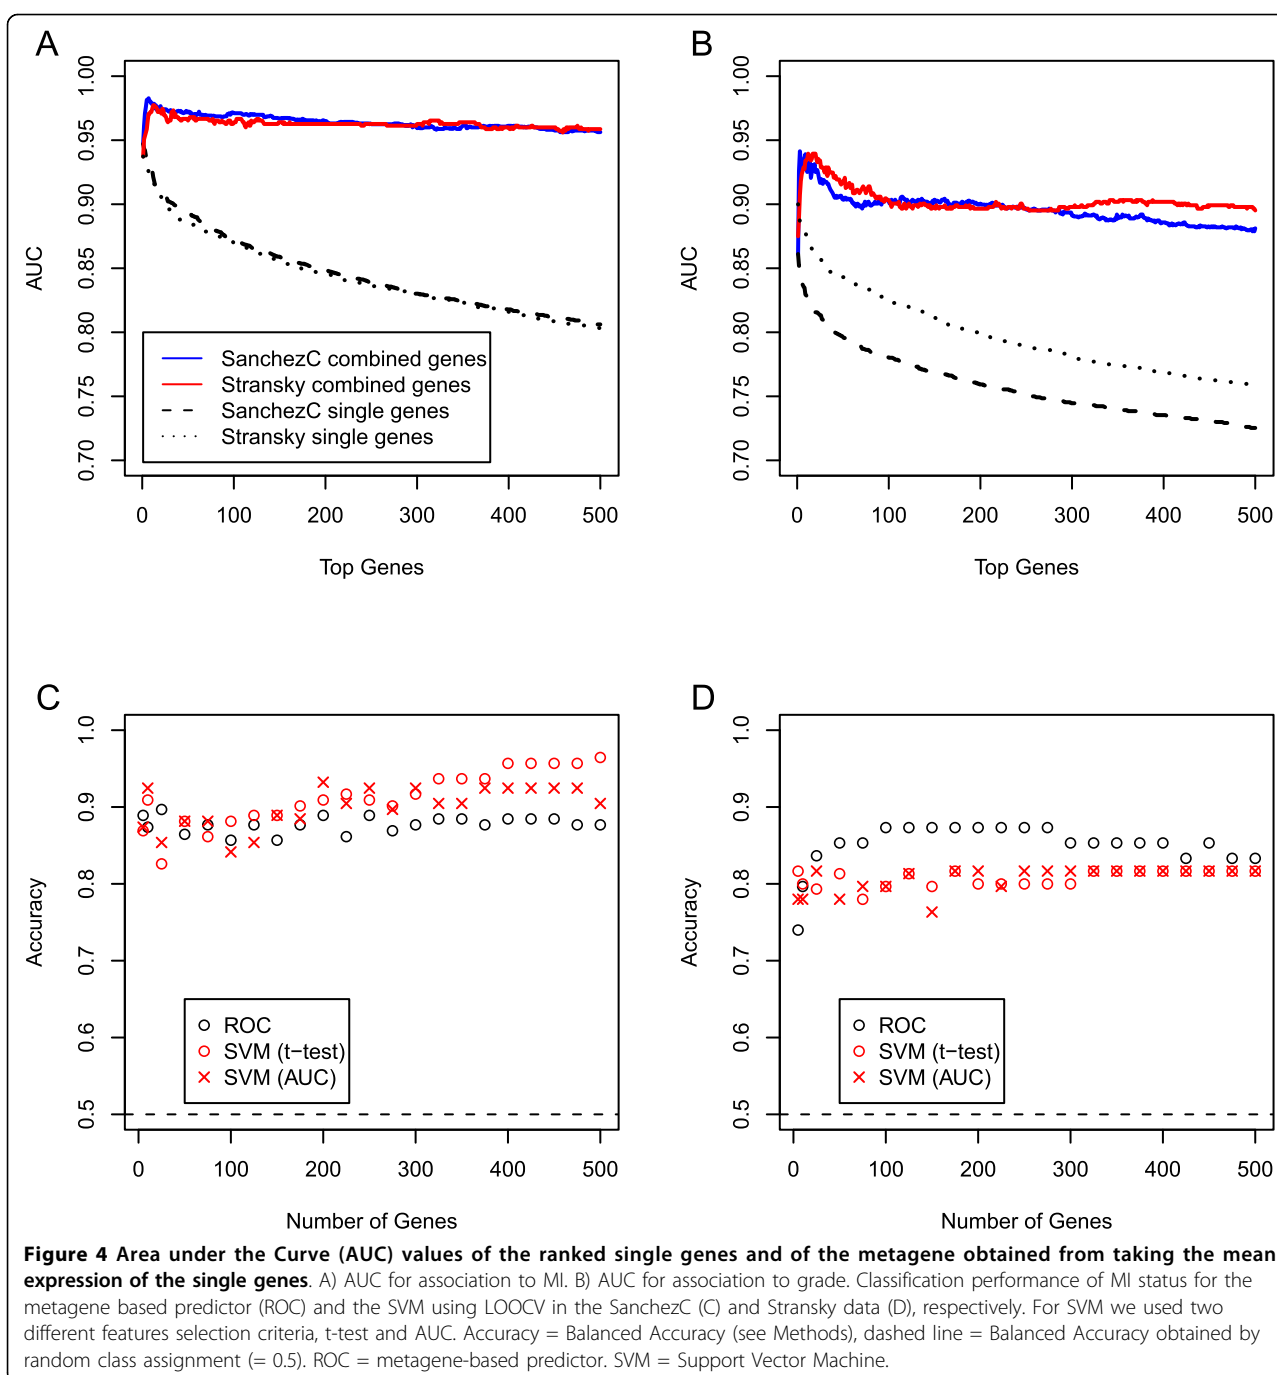 A
B
1.00
0.95
0.90
0.85
0.80
0.75
0.70
AUC
SanchezC combined genes
Stransky combined genes
SanchezC single genes
Stransky single genes
0 100 200 300 400 500
Top Genes
1.00
0.95
0.90
0.85
0.80
0.75
0.70
AUC
0 100 200 300 400 500
Top Genes
C
D
1.0
0.9
0.8
0.7
0.6
0.5
Accuracy
ROC
SVM (t−test)
SVM (AUC)
0 100 200 300 400 500
Number of Genes
1.0
0.9
0.8
0.7
0.6
0.5
Accuracy
ROC
SVM (t−test)
SVM (AUC)
0 100 200 300 400 500
Number of Genes
Figure 4 Area under the Curve (AUC) values of the ranked single genes and of the metagene obtained from taking the mean
expression of the single genes. A) AUC for association to MI. B) AUC for association to grade. Classification performance of MI status for the
metagene based predictor (ROC) and the SVM using LOOCV in the SanchezC (C) and Stransky data (D), respectively. For SVM we used two
different features selection criteria, t-test and AUC. Accuracy = Balanced Accuracy (see Methods), dashed line = Balanced Accuracy obtained by
random class assignment (= 0.5). ROC = metagene-based predictor. SVM = Support Vector Machine.